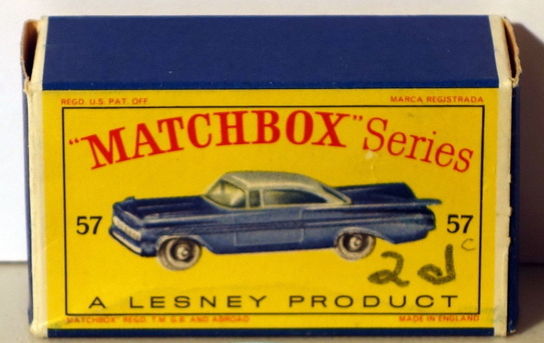 REGD. U.S. PAT. OFF. MARCA REGISTRADA
"MATCHBOX" Series
57 57
2d c
A LESNEY PRODUCT
"MATCHBOX" REGD. T.M. G.B. AND ABROAD MADE IN ENGLAND